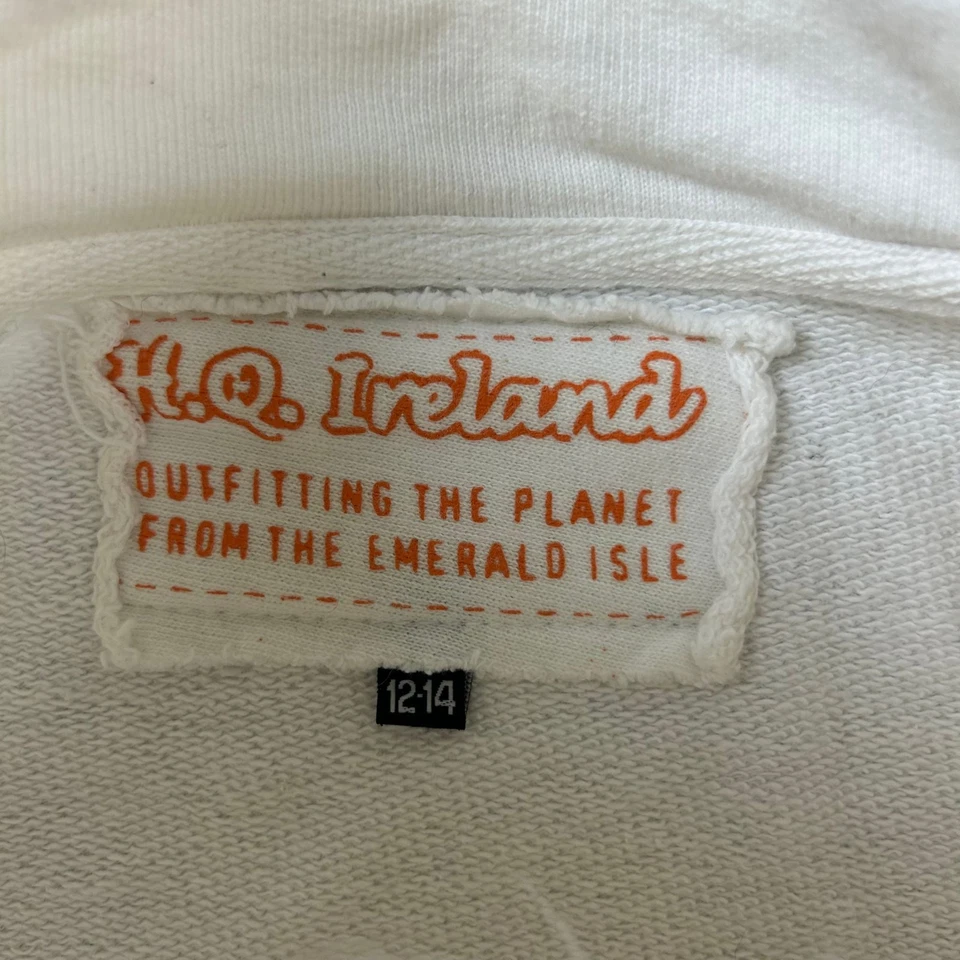 H.Q. Ireland
OUTFITTING THE PLANET
FROM THE EMERALD ISLE
12-14